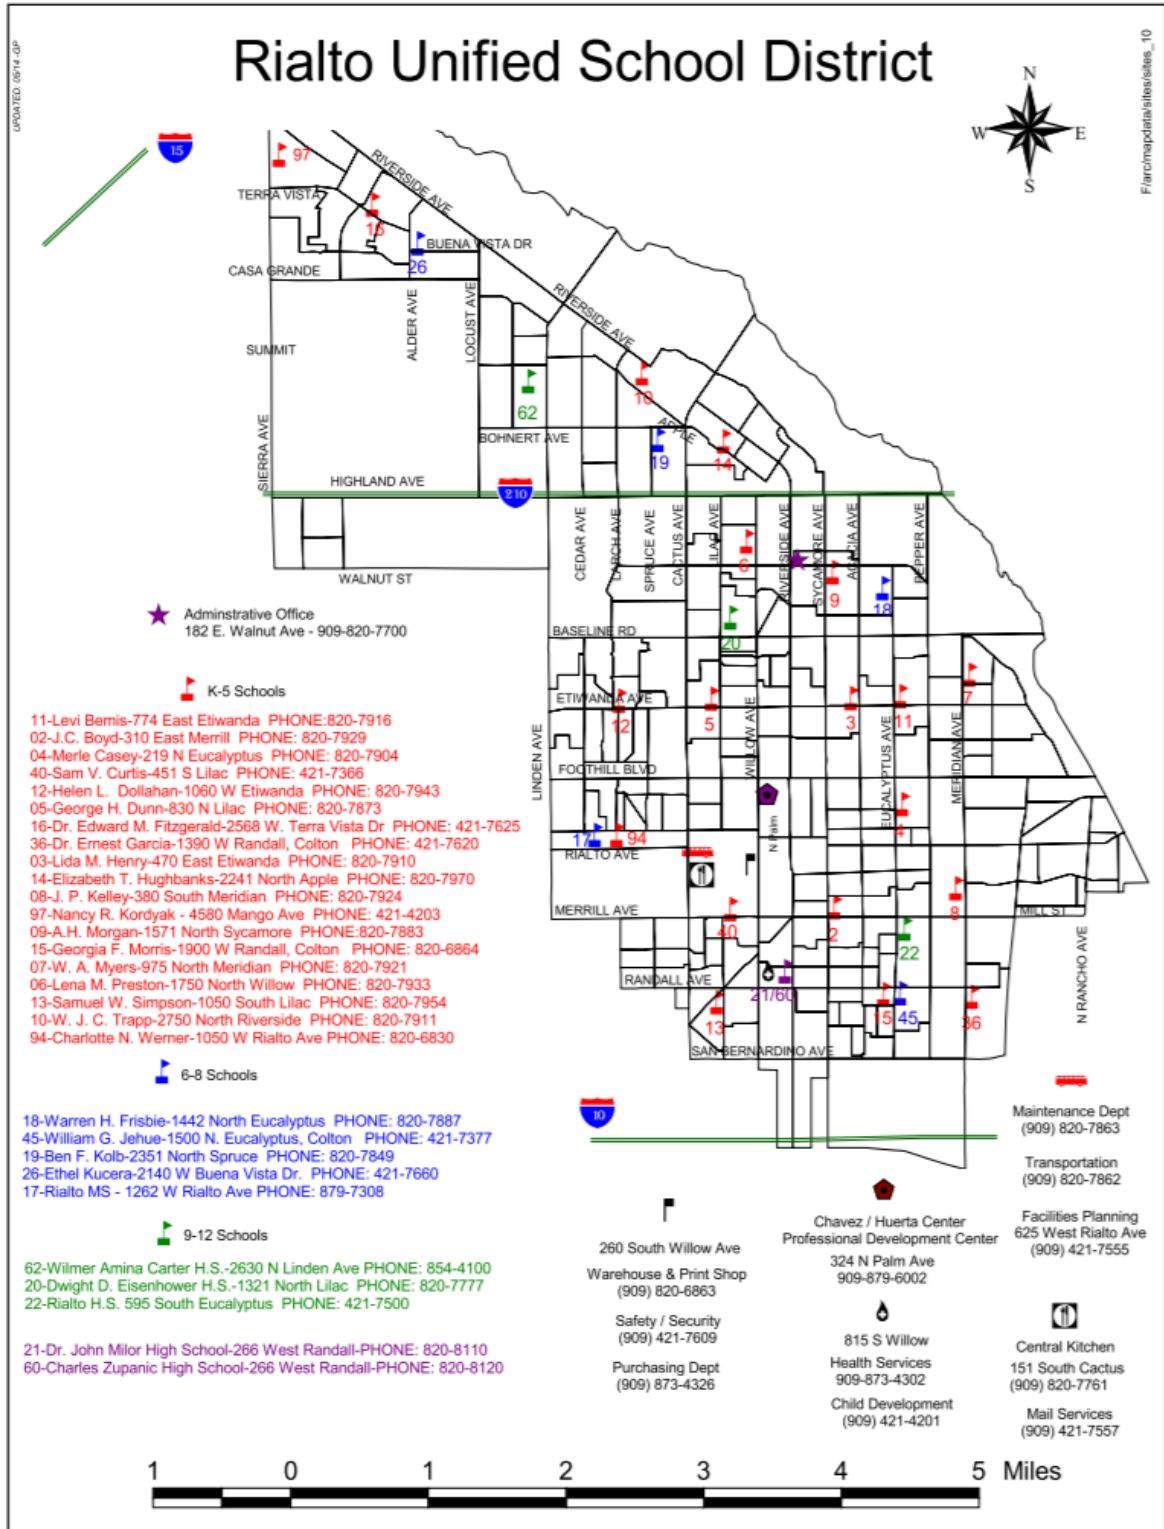 UPDATED: 05/14 -GP
F/arc/mapdata/sites/sites_10
Rialto Unified School District
N
W
E
S
15
97
RIVERSIDE AVE
TERRA VISTA
16
BUENA VISTA DR
26
CASA GRANDE
RIVERSIDE AVE
ALDER AVE
LOCUST AVE
SUMMIT
10
62
APPLE
BOHNERT AVE
19
14
SIERRA AVE
HIGHLAND AVE
210
CEDAR AVE
LARCH AVE
SPRUCE AVE
CACTUS AVE
LILAC AVE
RIVERSIDE AVE
SYCAMORE AVE
ACACIA AVE
PEPPER AVE
6
WALNUT ST
9
18
20
BASELINE RD
7
ETIWANDA AVE
12
5
WILLOW AVE
3
11
LINDEN AVE
EUCALYPTUS AVE
MERIDIAN AVE
FOOTHILL BLVD
N Palm
4
17
94
RIALTO AVE
8
MERRILL AVE
MILL ST
40
2
22
RANDALL AVE
21/60
N RANCHO AVE
13
15
45
36
SAN BERNARDINO AVE
10
Adminstrative Office
182 E. Walnut Ave - 909-820-7700
K-5 Schools
11-Levi Bemis-774 East Etiwanda PHONE:820-7916
02-J.C. Boyd-310 East Merrill PHONE: 820-7929
04-Merle Casey-219 N Eucalyptus PHONE: 820-7904
40-Sam V. Curtis-451 S Lilac PHONE: 421-7366
12-Helen L. Dollahan-1060 W Etiwanda PHONE: 820-7943
05-George H. Dunn-830 N Lilac PHONE: 820-7873
16-Dr. Edward M. Fitzgerald-2568 W. Terra Vista Dr PHONE: 421-7625
36-Dr. Ernest Garcia-1390 W Randall, Colton PHONE: 421-7620
03-Lida M. Henry-470 East Etiwanda PHONE: 820-7910
14-Elizabeth T. Hughbanks-2241 North Apple PHONE: 820-7970
08-J. P. Kelley-380 South Meridian PHONE: 820-7924
97-Nancy R. Kordyak - 4580 Mango Ave PHONE: 421-4203
09-A.H. Morgan-1571 North Sycamore PHONE:820-7883
15-Georgia F. Morris-1900 W Randall, Colton PHONE: 820-6864
07-W. A. Myers-975 North Meridian PHONE: 820-7921
06-Lena M. Preston-1750 North Willow PHONE: 820-7933
13-Samuel W. Simpson-1050 South Lilac PHONE: 820-7954
10-W. J. C. Trapp-2750 North Riverside PHONE: 820-7911
94-Charlotte N. Werner-1050 W Rialto Ave PHONE: 820-6830
6-8 Schools
18-Warren H. Frisbie-1442 North Eucalyptus PHONE: 820-7887
45-William G. Jehue-1500 N. Eucalyptus, Colton PHONE: 421-7377
19-Ben F. Kolb-2351 North Spruce PHONE: 820-7849
26-Ethel Kucera-2140 W Buena Vista Dr. PHONE: 421-7660
17-Rialto MS - 1262 W Rialto Ave PHONE: 879-7308
9-12 Schools
62-Wilmer Amina Carter H.S.-2630 N Linden Ave PHONE: 854-4100
20-Dwight D. Eisenhower H.S.-1321 North Lilac PHONE: 820-7777
22-Rialto H.S. 595 South Eucalyptus PHONE: 421-7500
21-Dr. John Milor High School-266 West Randall-PHONE: 820-8110
60-Charles Zupanic High School-266 West Randall-PHONE: 820-8120
260 South Willow Ave
Warehouse & Print Shop
(909) 820-6863
Safety / Security
(909) 421-7609
Purchasing Dept
(909) 873-4326
Chavez / Huerta Center
Professional Development Center
324 N Palm Ave
909-879-6002
815 S Willow
Health Services
909-873-4302
Child Development
(909) 421-4201
Maintenance Dept
(909) 820-7863
Transportation
(909) 820-7862
Facilities Planning
625 West Rialto Ave
(909) 421-7555
Central Kitchen
151 South Cactus
(909) 820-7761
Mail Services
(909) 421-7557
1 0 1 2 3 4 5 Miles